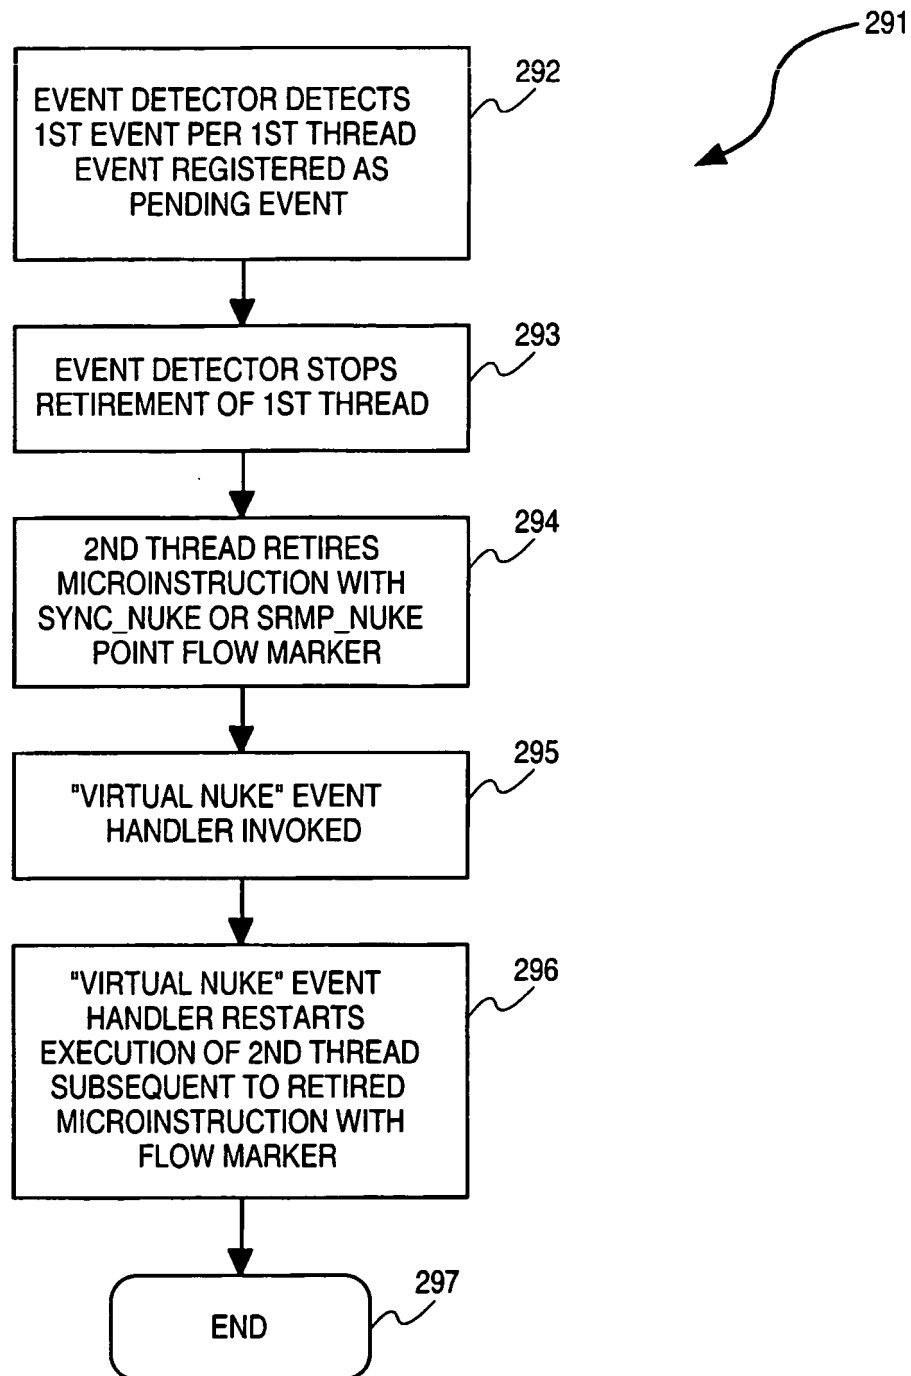 291
292
EVENT DETECTOR DETECTS
1ST EVENT PER 1ST THREAD
EVENT REGISTERED AS
PENDING EVENT
293
EVENT DETECTOR STOPS
RETIREMENT OF 1ST THREAD
294
2ND THREAD RETIRES
MICROINSTRUCTION WITH
SYNC_NUKE OR SRMP_NUKE
POINT FLOW MARKER
295
"VIRTUAL NUKE" EVENT
HANDLER INVOKED
296
"VIRTUAL NUKE" EVENT
HANDLER RESTARTS
EXECUTION OF 2ND THREAD
SUBSEQUENT TO RETIRED
MICROINSTRUCTION WITH
FLOW MARKER
297
END